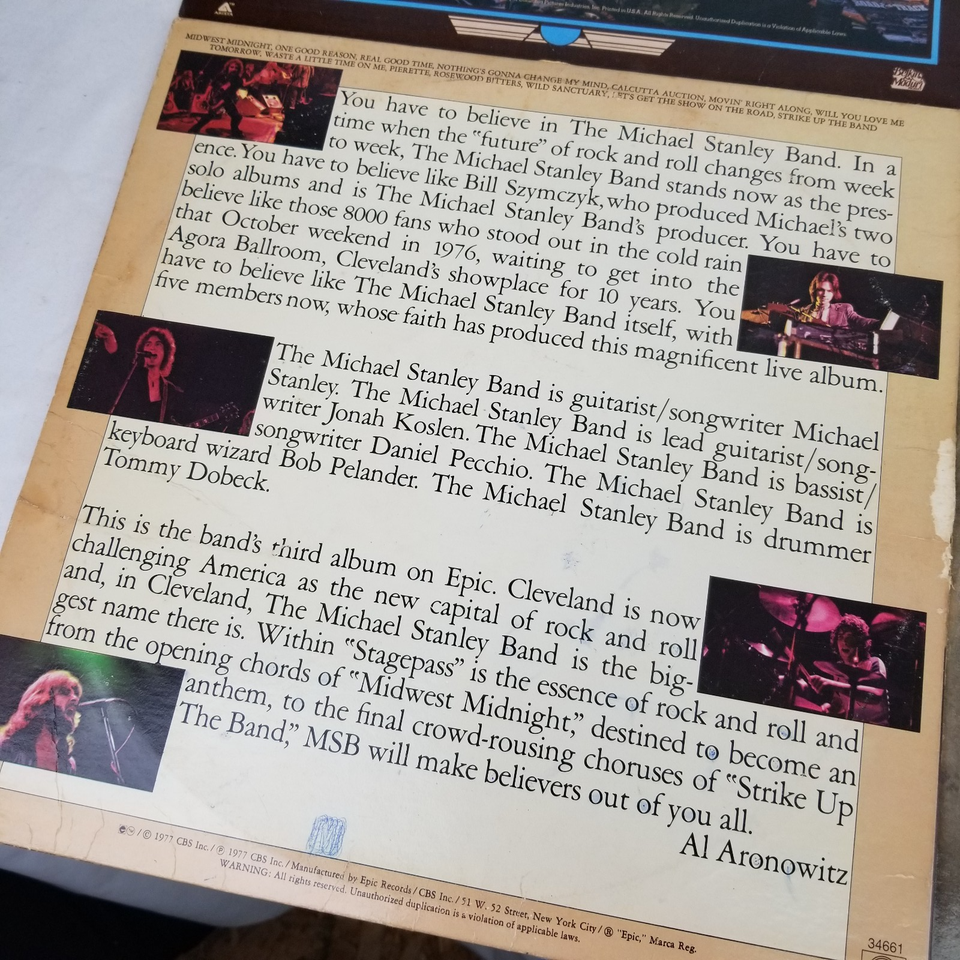 ARISTA
Pictures Industries, Inc. Printed in U.S.A. All Rights Reserved. Unauthorized Duplication is a Violation of Applicable Laws.
MIDWEST MIDNIGHT, ONE GOOD REASON, REAL GOOD TIME, NOTHING'S GONNA CHANGE MY MIND, CALCUTTA AUCTION, MOVIN' RIGHT ALONG, WILL YOU LOVE ME
TOMORROW, WASTE A LITTLE TIME ON ME, PIERETTE, ROSEWOOD BITTERS, WILD SANCTUARY, LET'S GET THE SHOW ON THE ROAD, STRIKE UP THE BAND
You have to believe in The Michael Stanley Band. In a
time when the "future" of rock and roll changes from week
to week, The Michael Stanley Band stands now as the pres-
ence. You have to believe like Bill Szymczyk, who produced Michael's two
solo albums and is The Michael Stanley Band's producer. You have to
believe like those 8000 fans who stood out in the cold rain
that October weekend in 1976, waiting to get into the
Agora Ballroom, Cleveland's showplace for 10 years. You
have to believe like The Michael Stanley Band itself, with
five members now, whose faith has produced this magnificent live album.
The Michael Stanley Band is guitarist/songwriter Michael
Stanley. The Michael Stanley Band is lead guitarist/song-
writer Jonah Koslen. The Michael Stanley Band is bassist/
songwriter Daniel Pecchio. The Michael Stanley Band is
keyboard wizard Bob Pelander. The Michael Stanley Band is drummer
Tommy Dobeck.
This is the band's third album on Epic. Cleveland is now
challenging America as the new capital of rock and roll
and, in Cleveland, The Michael Stanley Band is the big-
gest name there is. Within "Stagepass" is the essence of rock and roll and
from the opening chords of "Midwest Midnight," destined to become an
anthem, to the final crowd-rousing choruses of "Strike Up
The Band," MSB will make believers out of you all.
Al Aronowitz
/© 1977 CBS Inc./℗ 1977 CBS Inc./Manufactured by Epic Records/CBS Inc./51 W. 52 Street, New York City/® "Epic," Marca Reg.
WARNING: All rights reserved. Unauthorized duplication is a violation of applicable laws.
34661